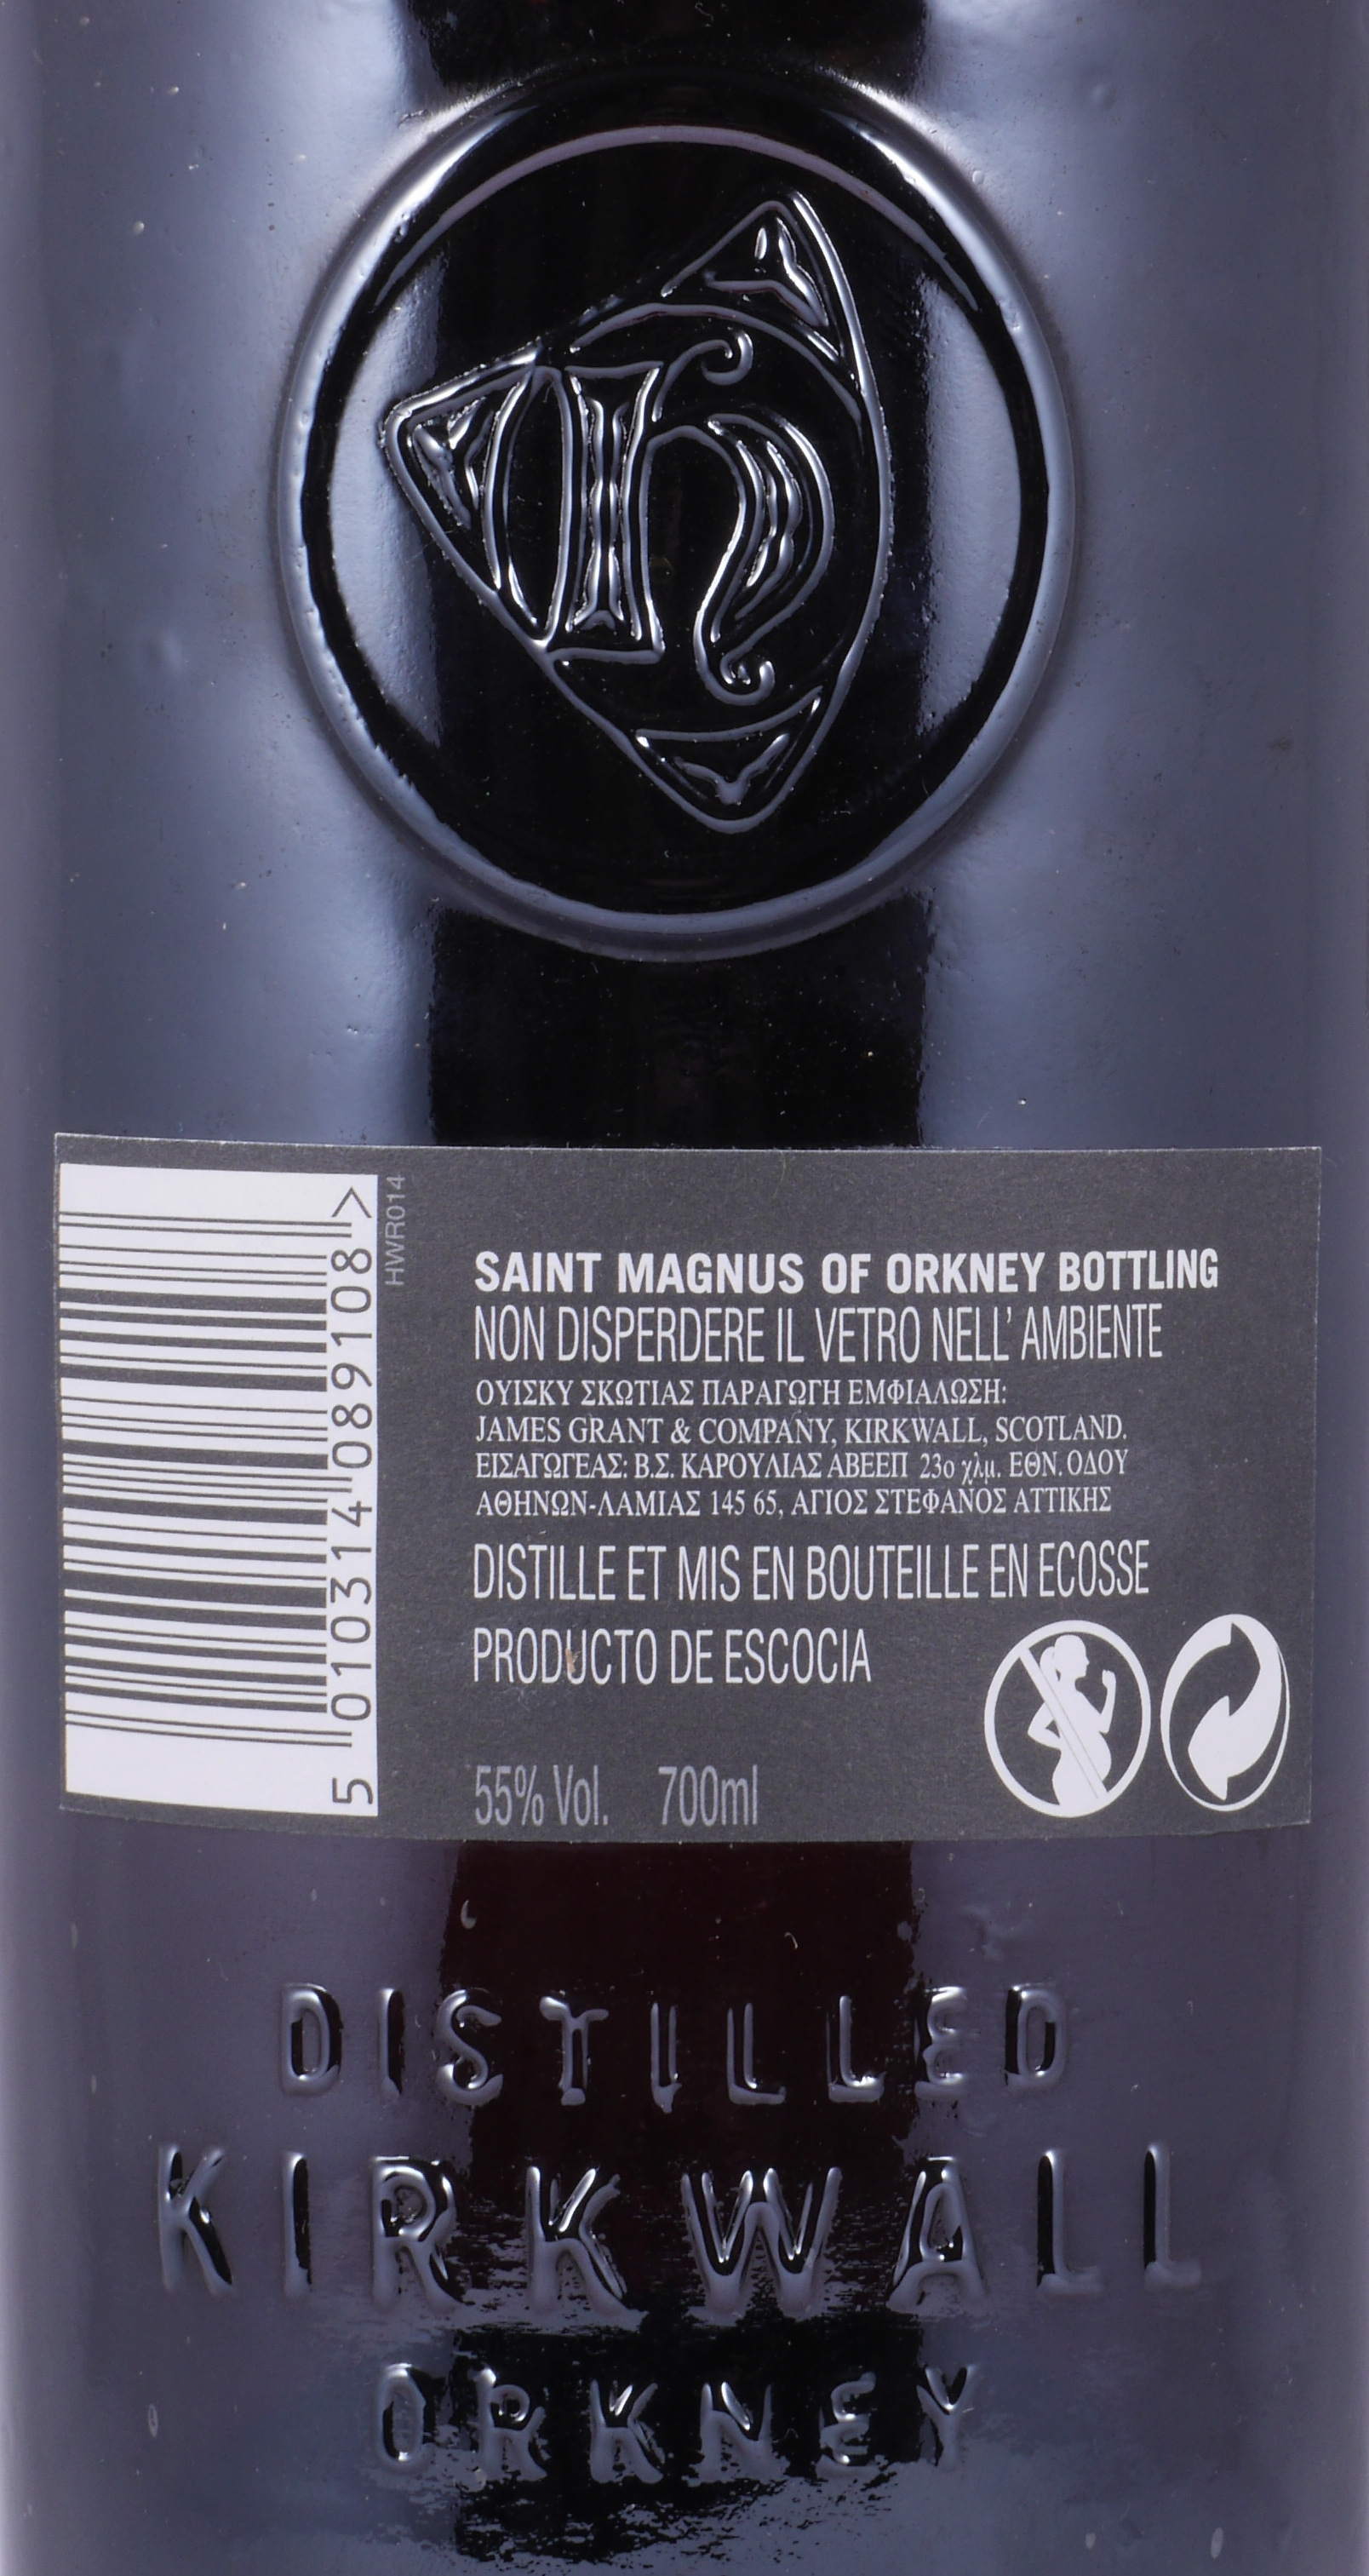 5 010314 089108 >
HWR014
SAINT MAGNUS OF ORKNEY BOTTLING
NON DISPERDERE IL VETRO NELL' AMBIENTE
ΟΥΙΣΚΥ ΣΚΩΤΙΑΣ ΠΑΡΑΓΩΓΗ ΕΜΦΙΑΛΩΣΗ:
JAMES GRANT & COMPANY, KIRKWALL, SCOTLAND.
ΕΙΣΑΓΩΓΕΑΣ: Β.Σ. ΚΑΡΟΥΛΙΑΣ ΑΒΕΕΠ 23ο χλμ. ΕΘΝ. ΟΔΟΥ
ΑΘΗΝΩΝ-ΛΑΜΙΑΣ 145 65, ΑΓΙΟΣ ΣΤΕΦΑΝΟΣ ΑΤΤΙΚΗΣ
DISTILLE ET MIS EN BOUTEILLE EN ECOSSE
PRODUCTO DE ESCOCIA
55% Vol. 700ml
DISTILLED
KIRKWALL
ORKNEY